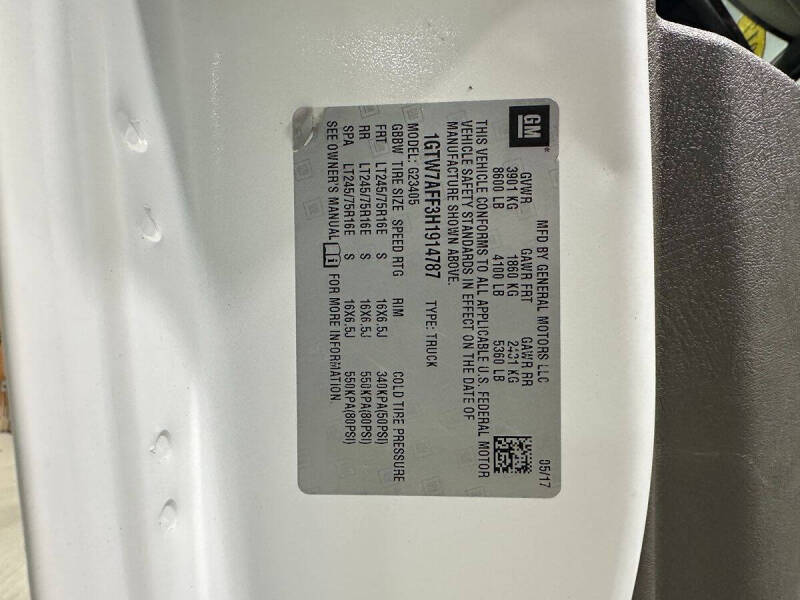 GM
MFD BY GENERAL MOTORS LLC 05/17
GVWR GAWR FRT GAWR RR
3901 KG 1860 KG 2431 KG
8600 LB 4100 LB 5360 LB
THIS VEHICLE CONFORMS TO ALL APPLICABLE U.S. FEDERAL MOTOR
VEHICLE SAFETY STANDARDS IN EFFECT ON THE DATE OF
MANUFACTURE SHOWN ABOVE.
1GTW7AFF3H1914787 TYPE: TRUCK
MODEL: G23405
GBBW TIRE SIZE SPEED RTG RIM COLD TIRE PRESSURE
FRT LT245/75R16E S 16X6.5J 340KPA(50PSI)
RR LT245/75R16E S 16X6.5J 550KPA(80PSI)
SPA LT245/75R16E S 16X6.5J 550KPA(80PSI)
SEE OWNER'S MANUAL i FOR MORE INFORMATION.